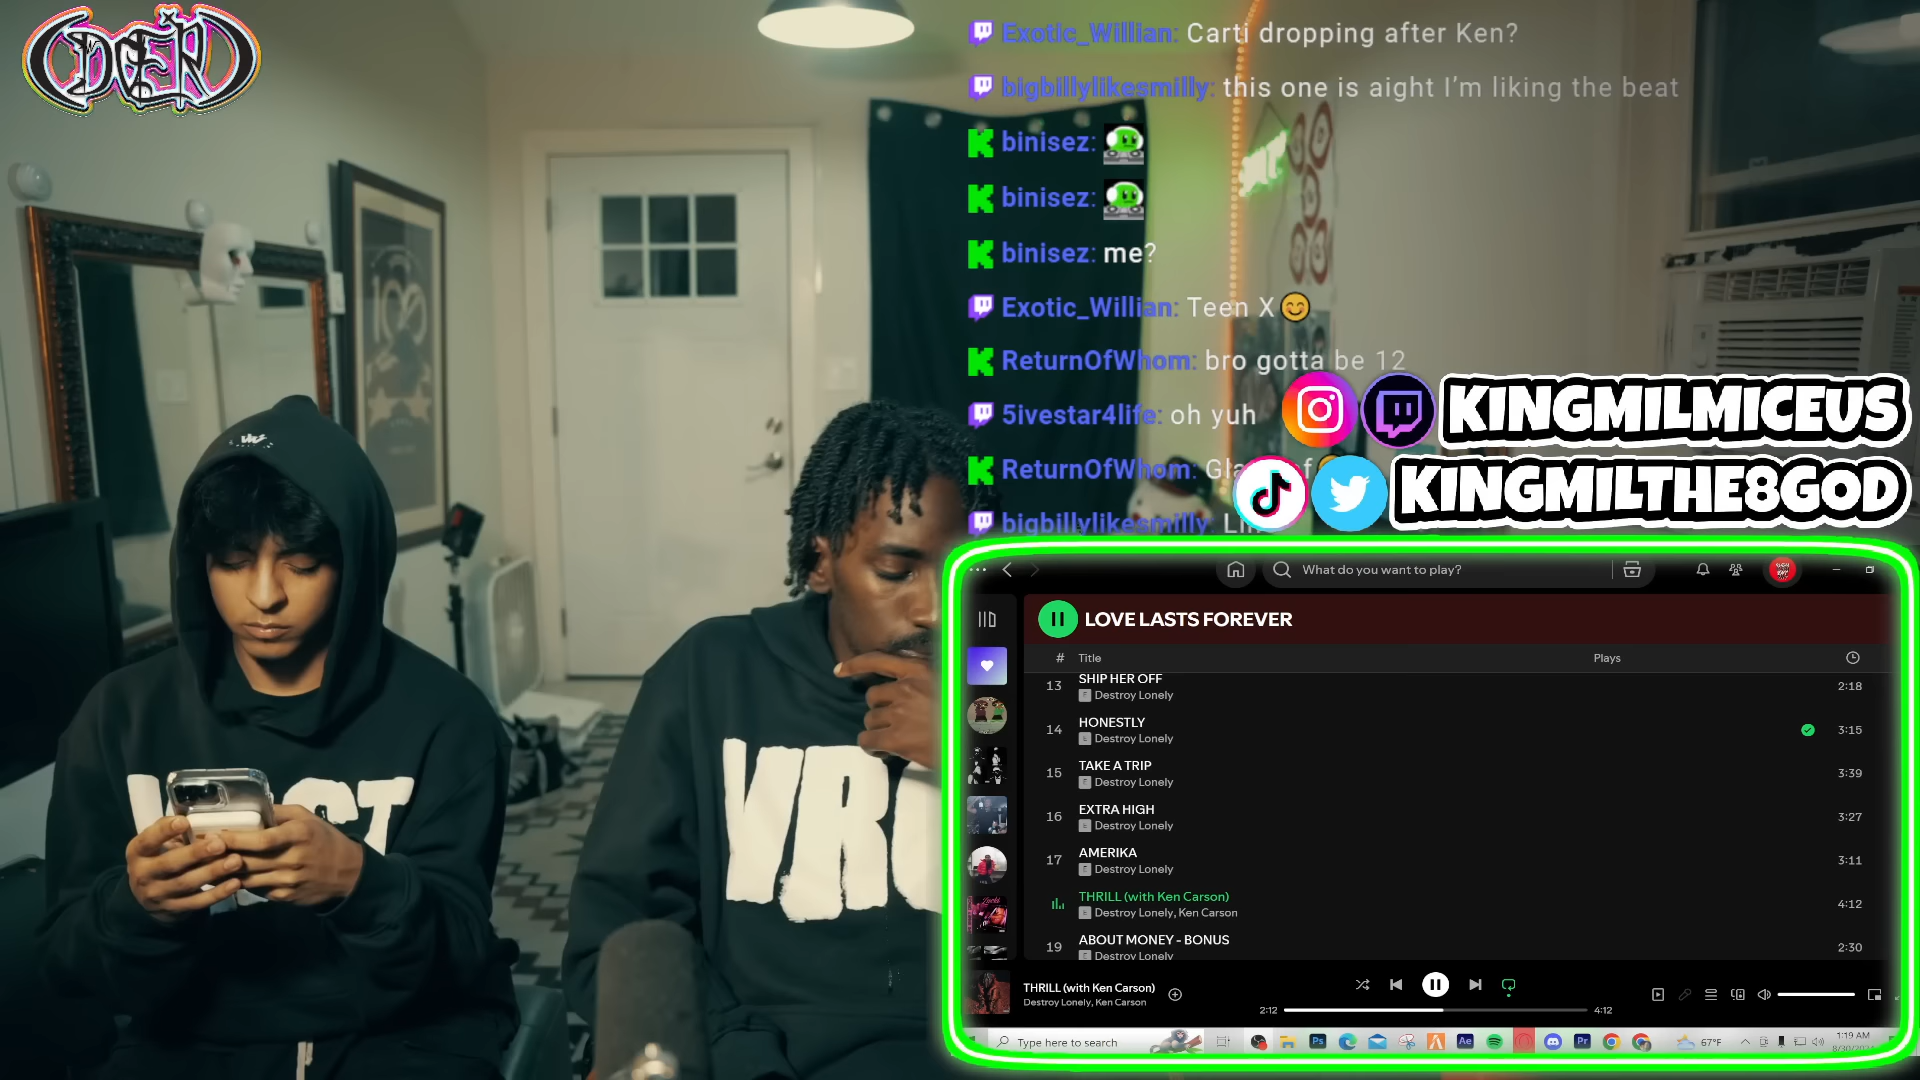 Exotic_Willian: Carti dropping after Ken?
bigbillylikesmilly: this one is aight I'm liking the beat
binisez:
binisez:
binisez: me?
Exotic_Willian: Teen X😊
ReturnOfWhom: bro gotta be 12
5ivestar4life: oh yuh
ReturnOfWhom:
bigbillylikesmilly:
KINGMILMICEUS
KINGMILTHE8GOD
What do you want to play?
LOVE LASTS FOREVER
# Title Plays
13 SHIP HER OFF 2:18
E Destroy Lonely
14 HONESTLY 3:15
E Destroy Lonely
15 TAKE A TRIP 3:39
E Destroy Lonely
16 EXTRA HIGH 3:27
E Destroy Lonely
17 AMERIKA 3:11
E Destroy Lonely
THRILL (with Ken Carson) 4:12
E Destroy Lonely, Ken Carson
19 ABOUT MONEY - BONUS 2:30
E Destroy Lonely
THRILL (with Ken Carson)
Destroy Lonely, Ken Carson
2:12 4:12
Type here to search
Ps Ae Pr 67°F 1:19 AM